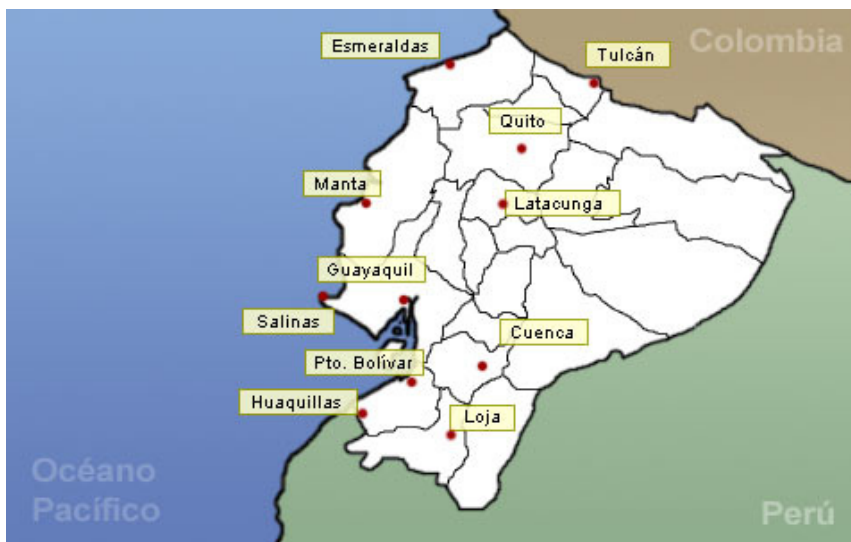 Esmeraldas
Colombia
Tulcán
Quito
Manta
Latacunga
Guayaquil
Salinas
Cuenca
Pto. Bolívar
Huaquillas
Loja
Océano
Pacífico
Perú